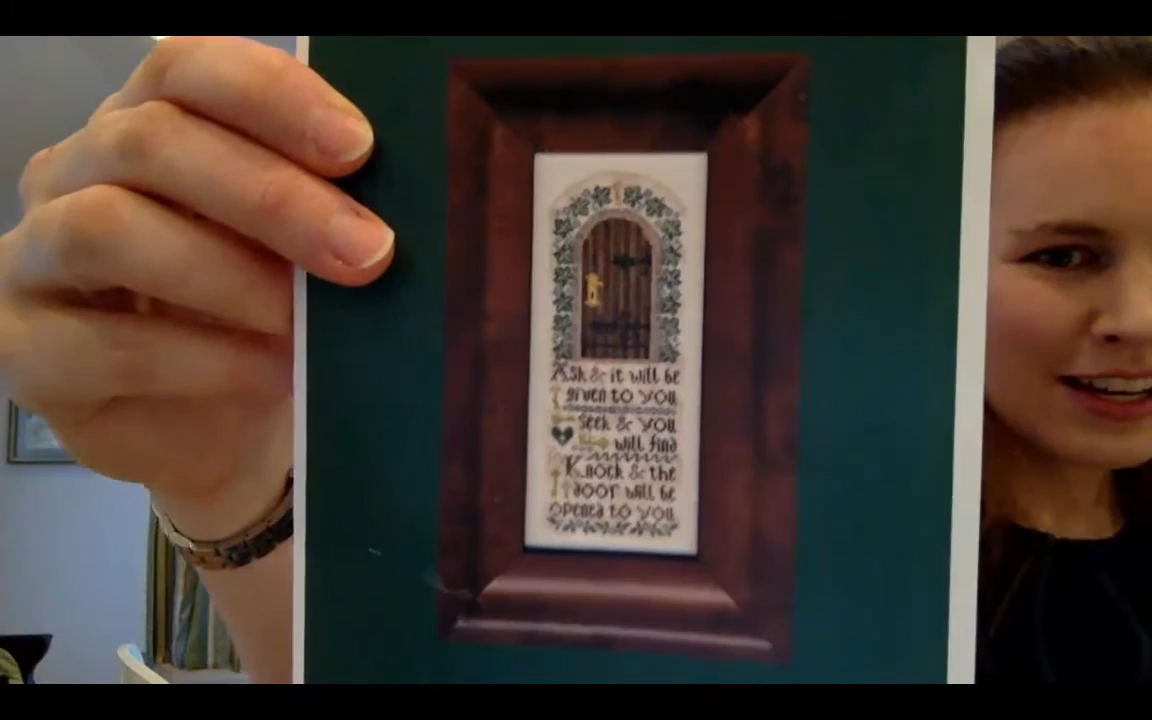 Ask & it will be
given to you
Seek & you
will find
Knock & the
door will be
opened to you